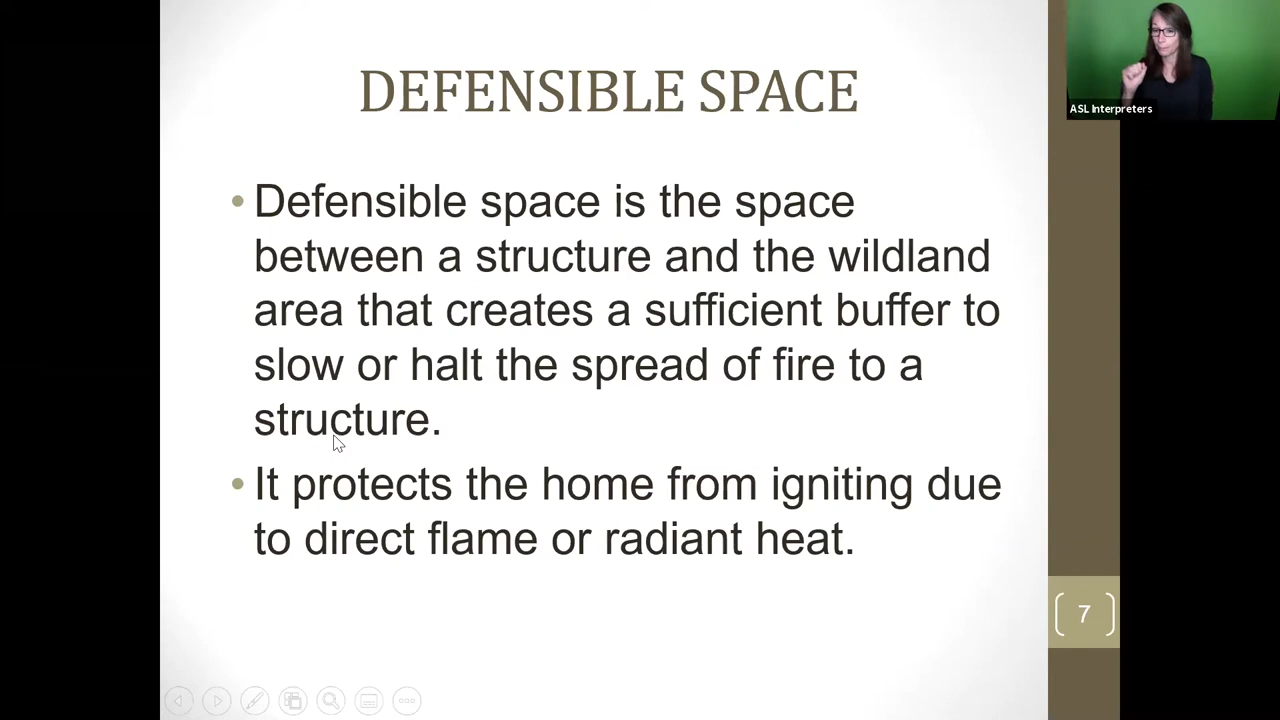 DEFENSIBLE SPACE
ASL Interpreters
• Defensible space is the space
between a structure and the wildland
area that creates a sufficient buffer to
slow or halt the spread of fire to a
structure.
• It protects the home from igniting due
to direct flame or radiant heat.
7